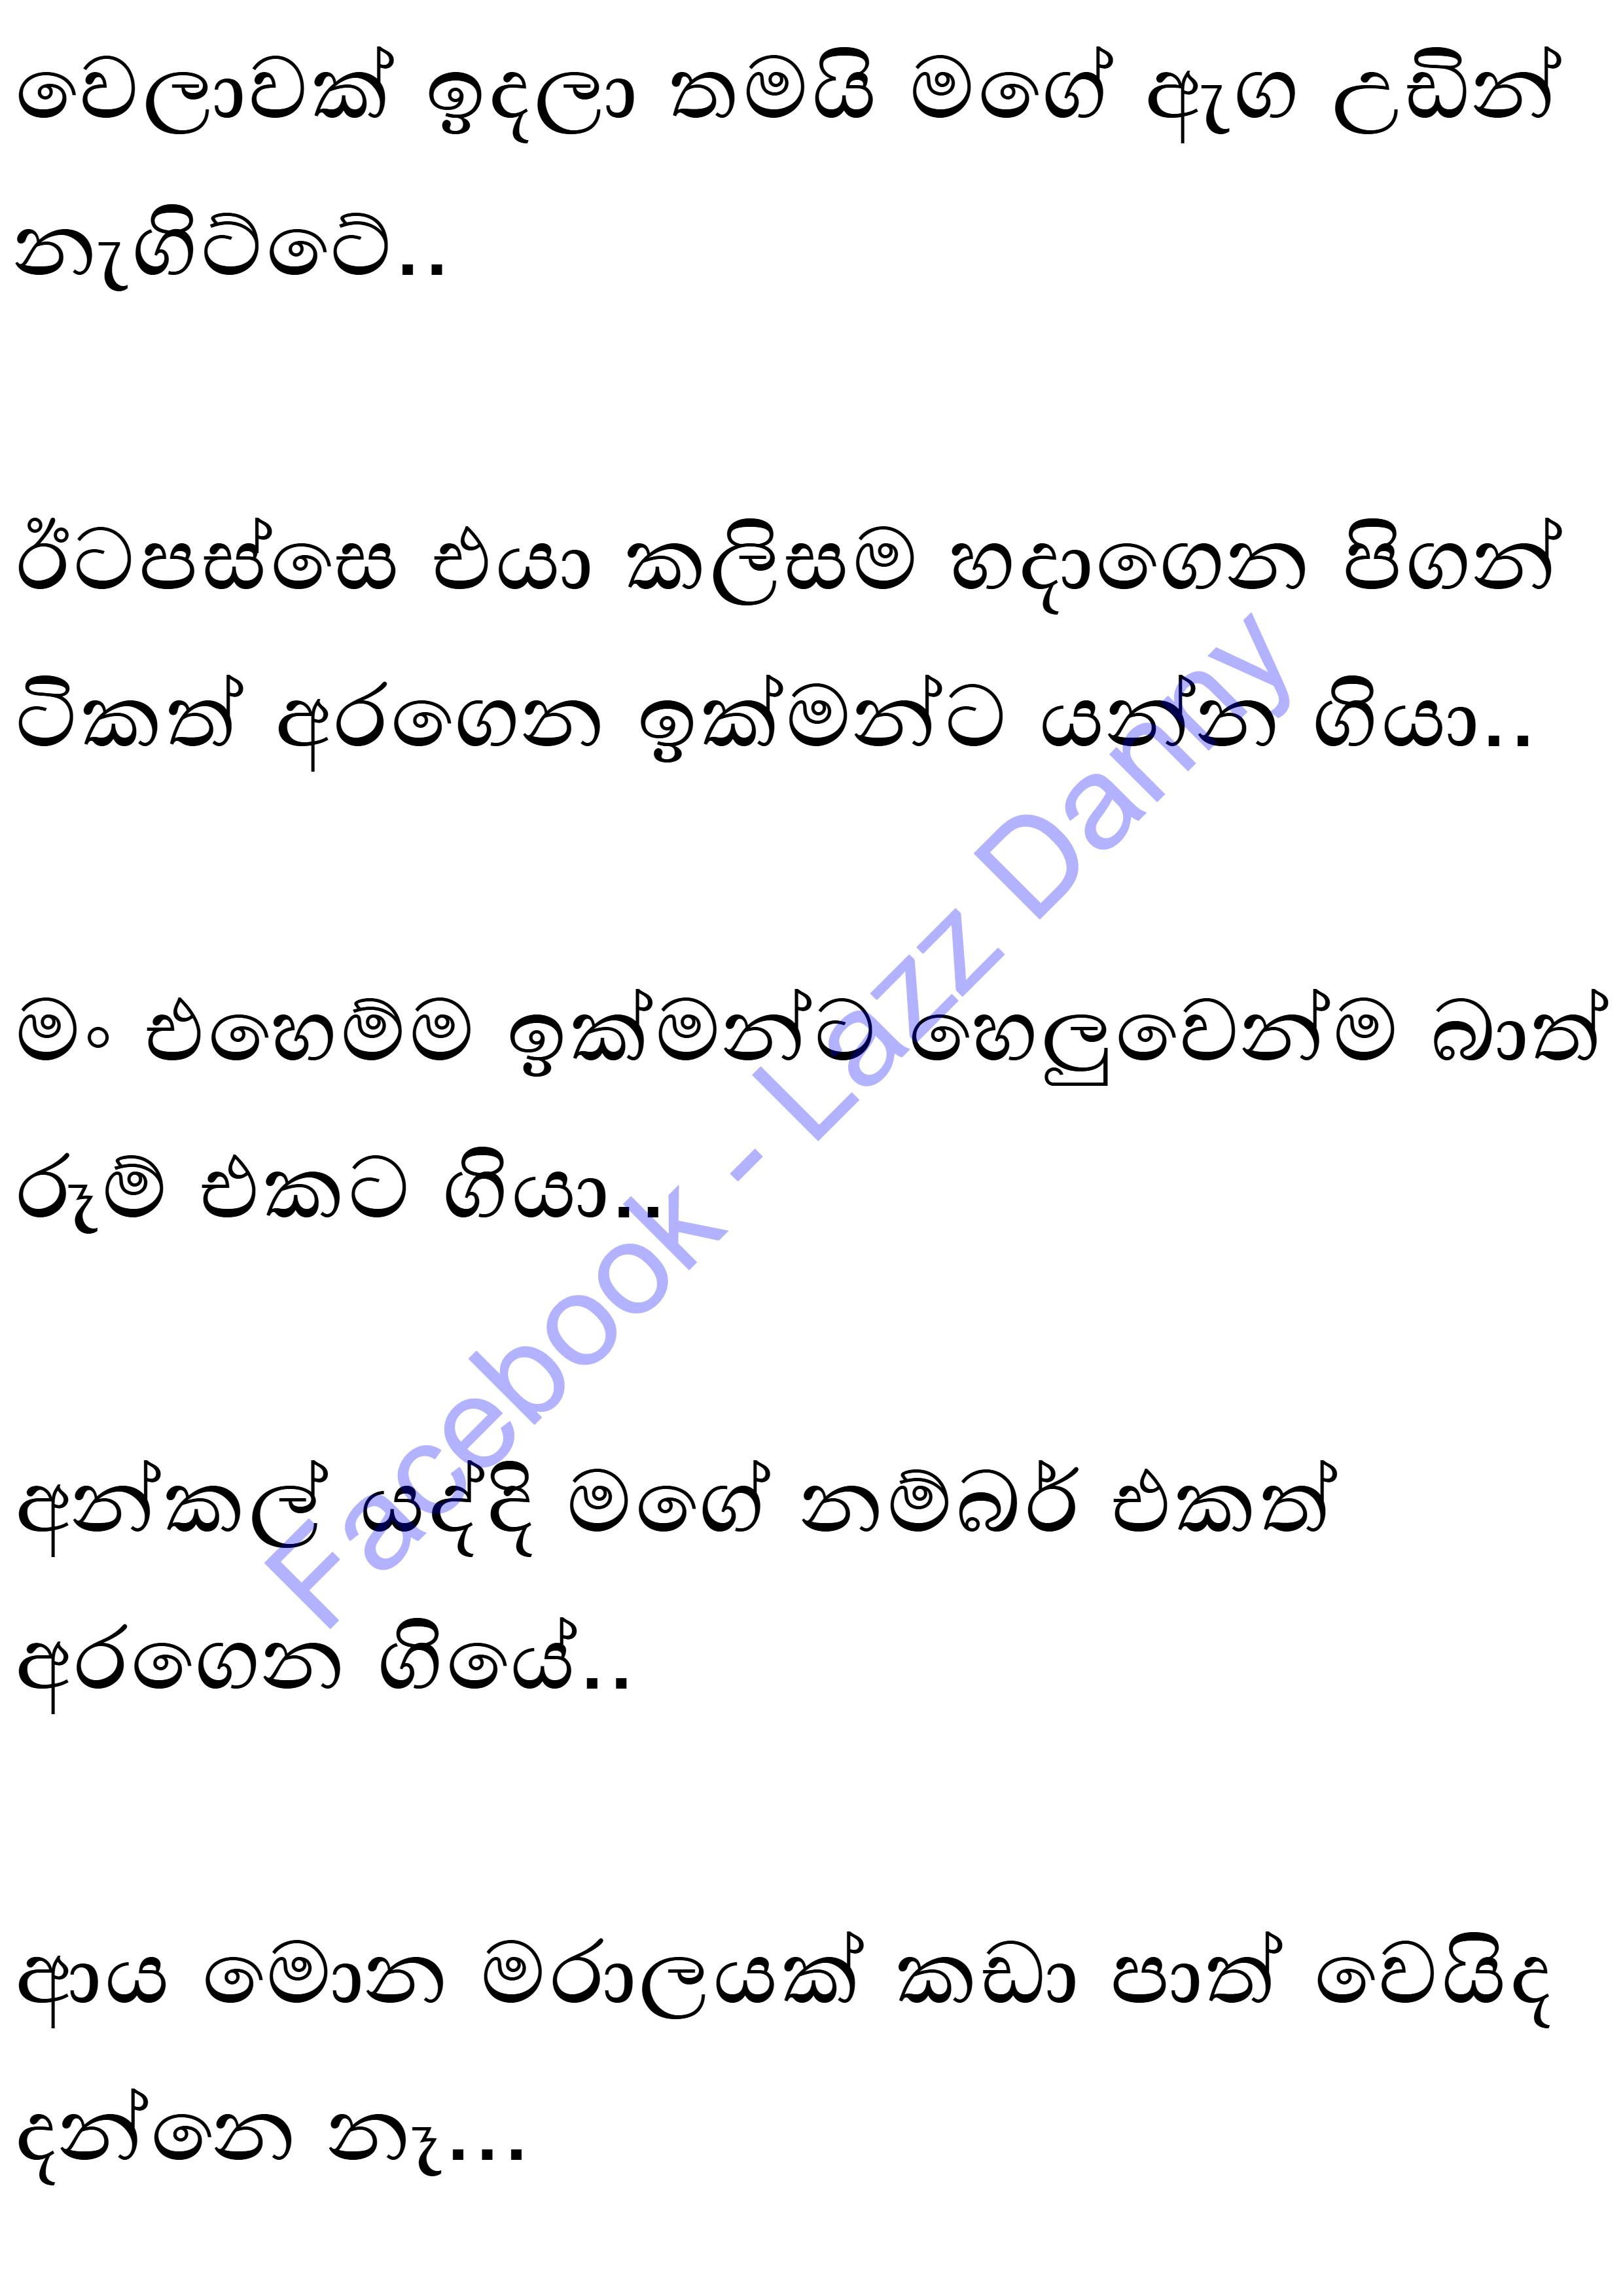 වෙලාවක් ඉදලා තමයි මගේ ඇග උඩින්
නැගිට්ටේ..
ඊටපස්සෙ එයා කලිසම හදාගෙන පිගන්
ටිකත් අරගෙන ඉක්මන්ට යන්න ගියා..
මං එහෙම්ම ඉක්මන්ට හෙලුවෙන්ම බාත්
රූම් එකට ගියා..
අන්කල් යද්දි මගේ නම්බර් එකත්
අරගෙන ගියේ..
ආය මොන මරාලයක් කඩා පාත් වෙයිද
දන්නෙ නෑ...
Facebook - Lazz Danny